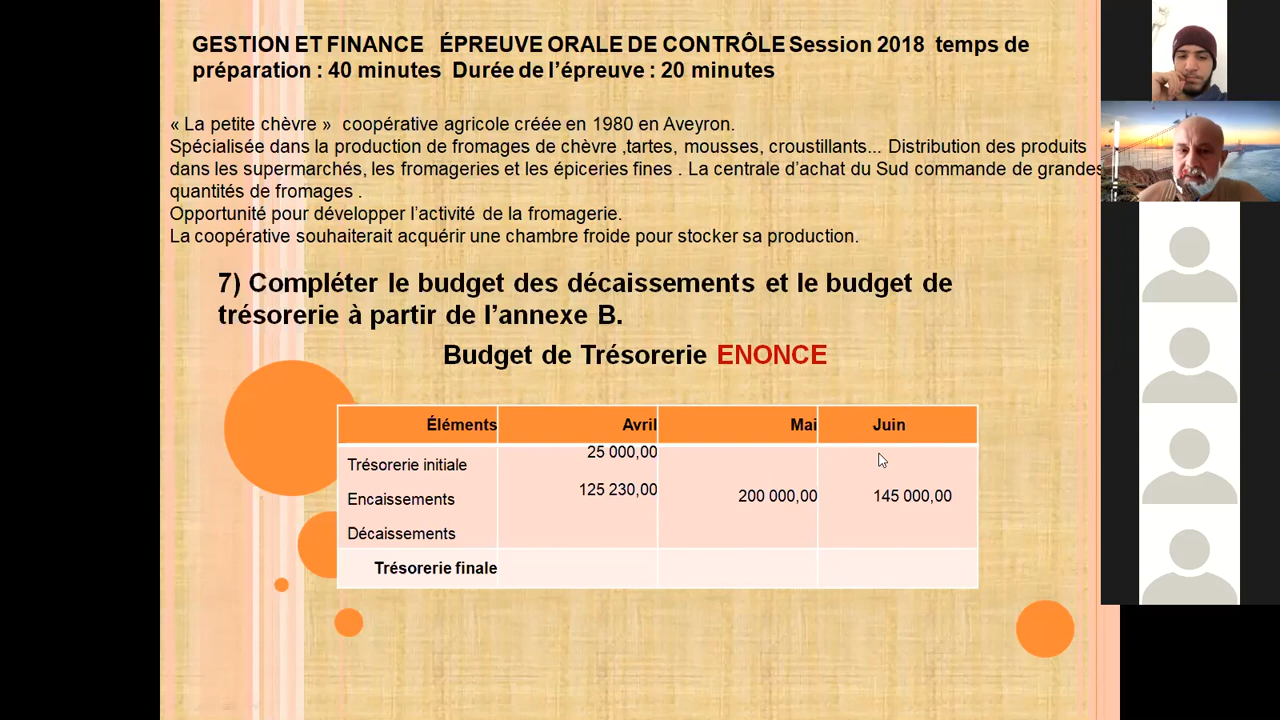 GESTION ET FINANCE ÉPREUVE ORALE DE CONTRÔLE Session 2018 temps de
préparation : 40 minutes Durée de l'épreuve : 20 minutes
« La petite chèvre » coopérative agricole créée en 1980 en Aveyron.
Spécialisée dans la production de fromages de chèvre ,tartes, mousses, croustillants... Distribution des produits
dans les supermarchés, les fromageries et les épiceries fines . La centrale d'achat du Sud commande de grandes
quantités de fromages .
Opportunité pour développer l'activité de la fromagerie.
La coopérative souhaiterait acquérir une chambre froide pour stocker sa production.
7) Compléter le budget des décaissements et le budget de
trésorerie à partir de l'annexe B.
Budget de Trésorerie ENONCE
Éléments Avril Mai Juin
Trésorerie initiale 25 000,00
Encaissements 125 230,00 200 000,00 145 000,00
Décaissements
Trésorerie finale